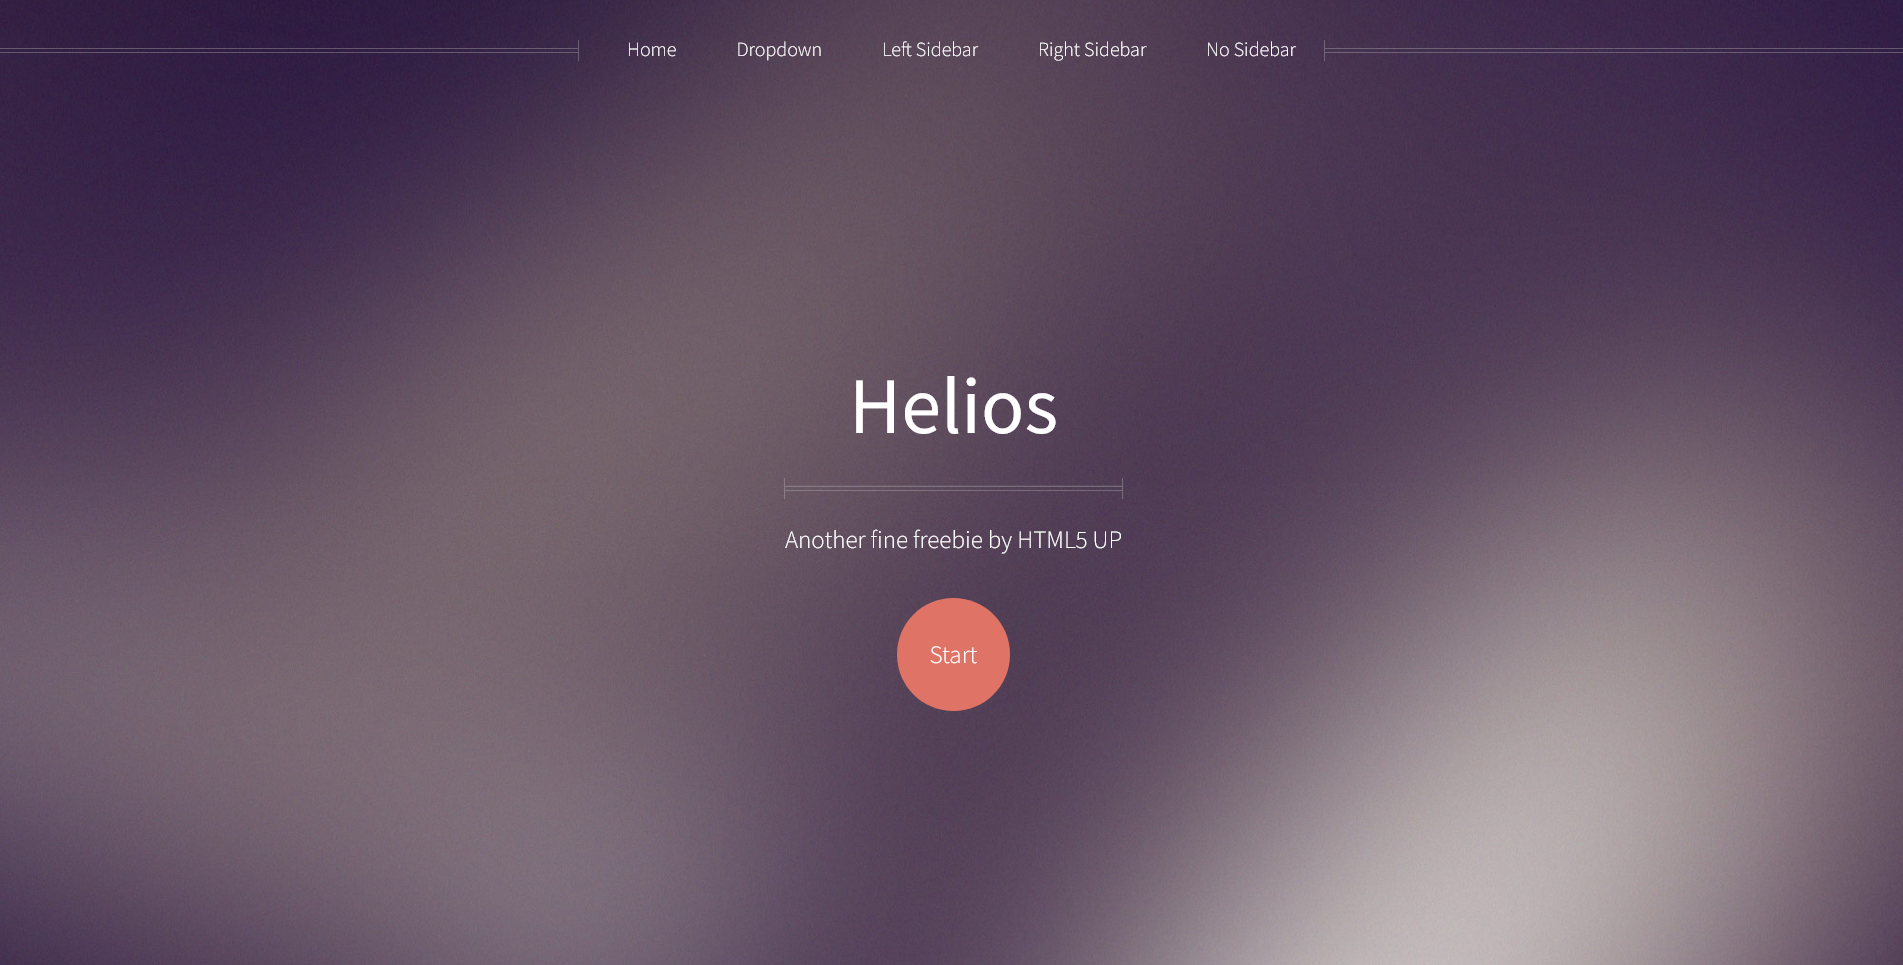 Home Dropdown Left Sidebar Right Sidebar No Sidebar
Helios
Another fine freebie by HTML5 UP
Start